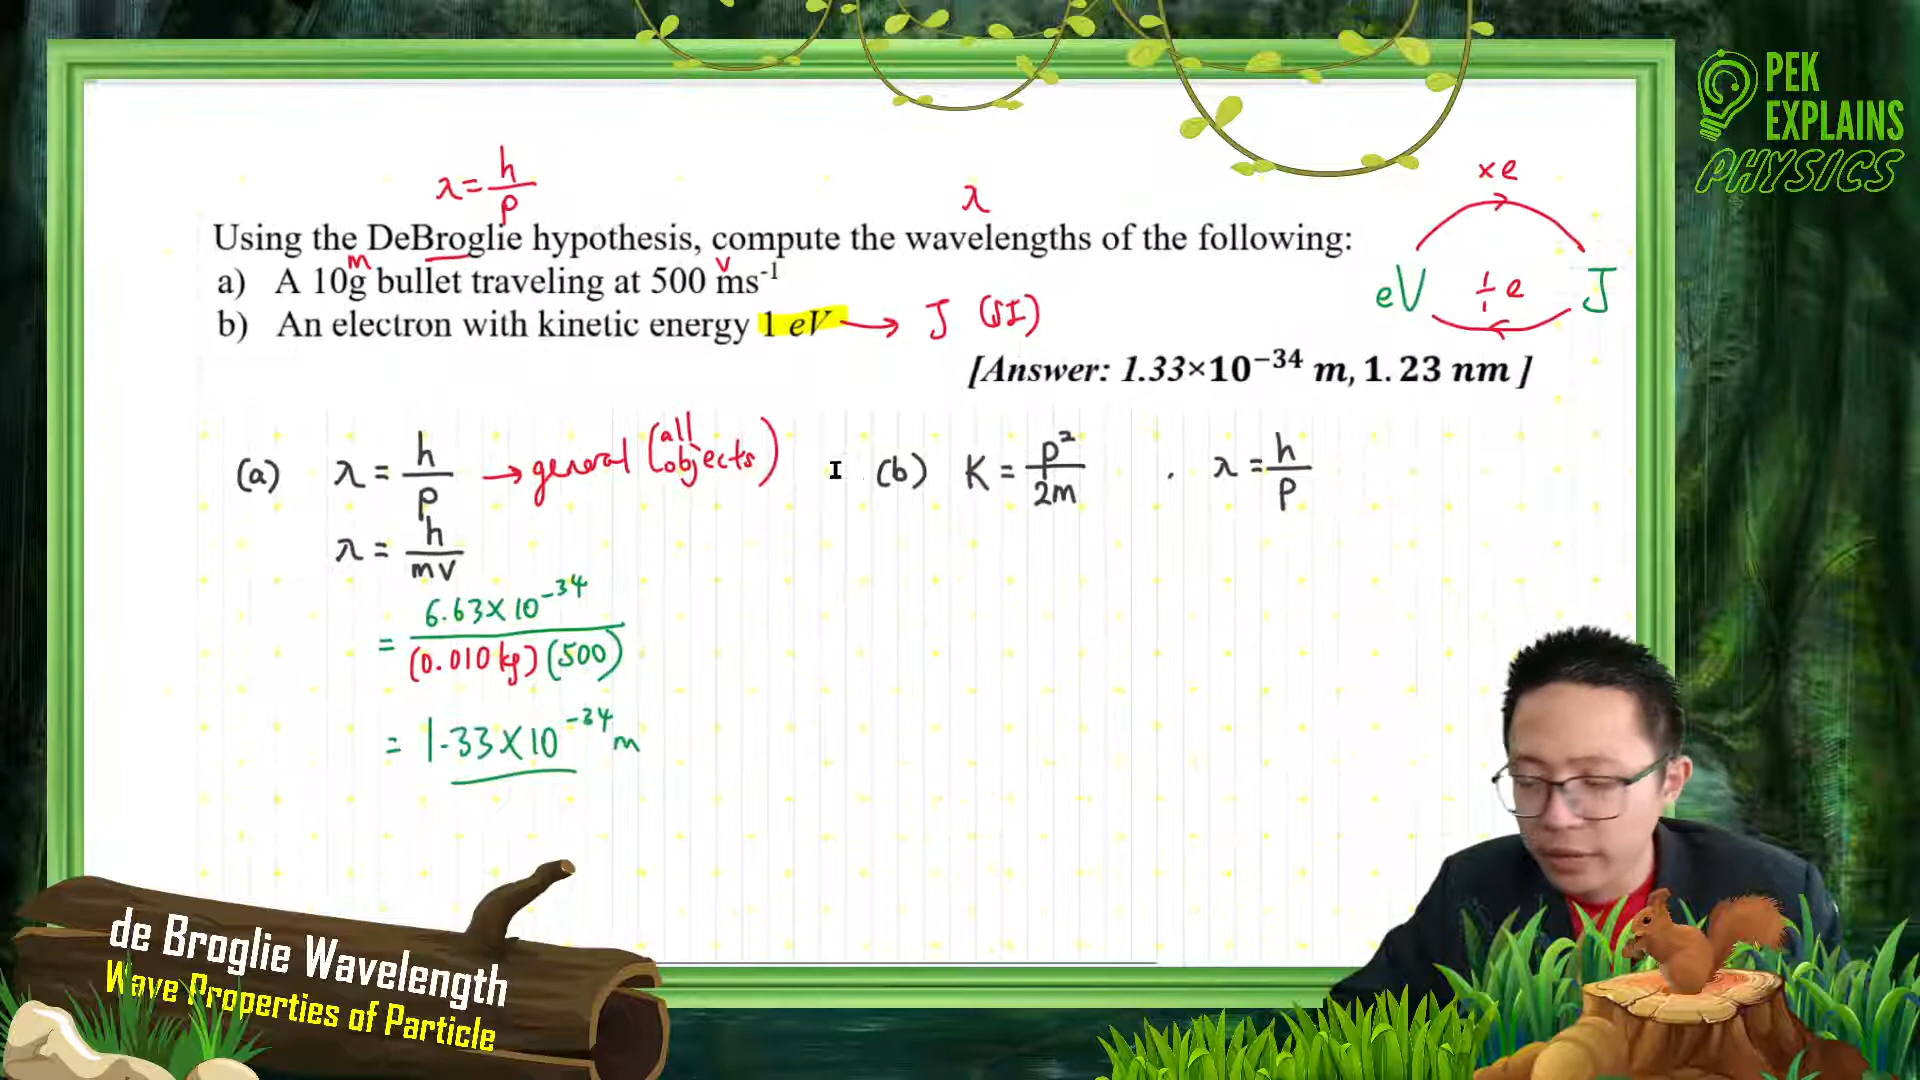 PEK
EXPLAINS
PHYSICS
λ = h/p
λ
×e
Using the DeBroglie hypothesis, compute the wavelengths of the following:
m
v
a) A 10g bullet traveling at 500 ms⁻¹
eV ÷e J
b) An electron with kinetic energy 1 eV → J (SI)
[Answer: 1.33×10⁻³⁴ m, 1.23 nm ]
(a) λ = h/p → general (all objects)
(b) K = p²/2m , λ = h/p
λ = h/mv
= 6.63×10⁻³⁴/(0.010 kg)(500)
= 1.33×10⁻³⁴ m
de Broglie Wavelength
Wave Properties of Particle